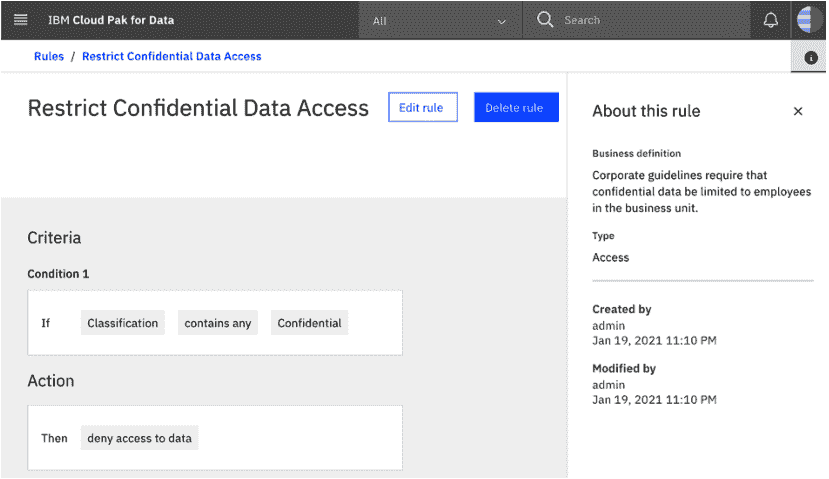 IBM Cloud Pak for Data
All
Search
Rules / Restrict Confidential Data Access
Restrict Confidential Data Access
Edit rule
Delete rule
Criteria
Condition 1
If Classification contains any Confidential
Action
Then deny access to data
About this rule
Business definition
Corporate guidelines require that
confidential data be limited to employees
in the business unit.
Type
Access
Created by
admin
Jan 19, 2021 11:10 PM
Modified by
admin
Jan 19, 2021 11:10 PM